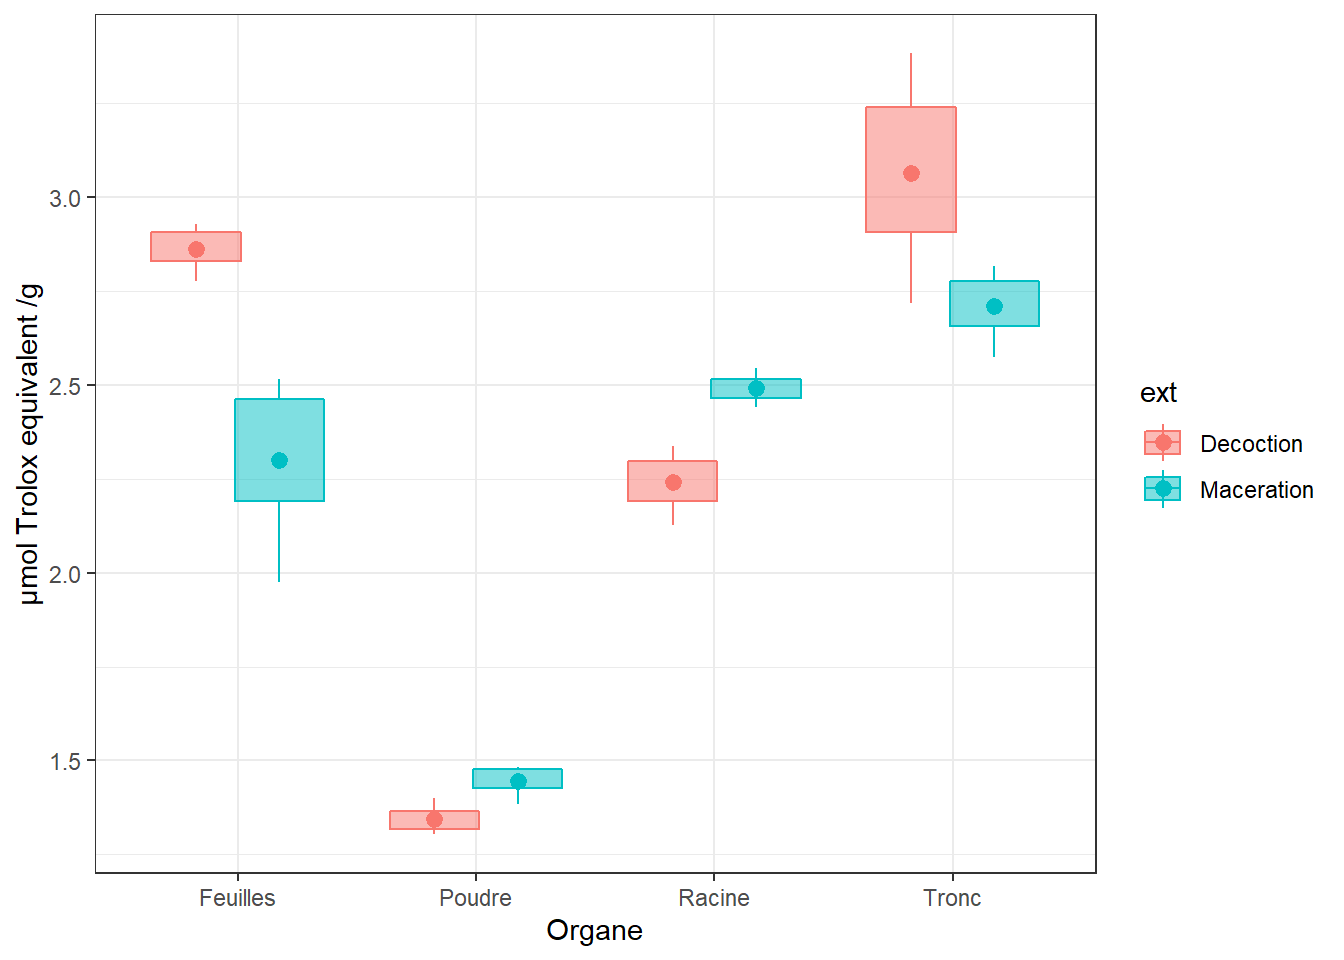 µmol Trolox equivalent /g
3.0
2.5
2.0
1.5
Feuilles
Poudre
Racine
Tronc
Organe
ext
Decoction
Maceration